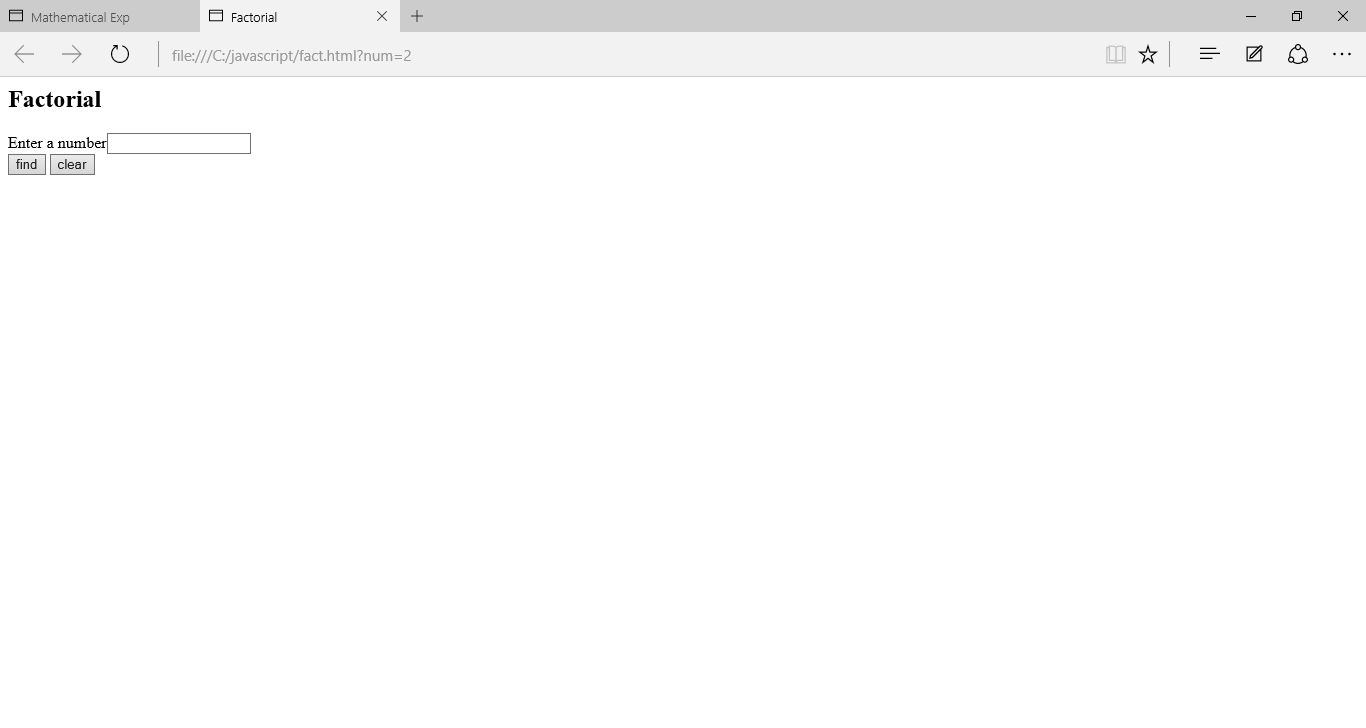 Mathematical Exp
Factorial
file:///C:/javascript/fact.html?num=2
Factorial
Enter a number
find clear